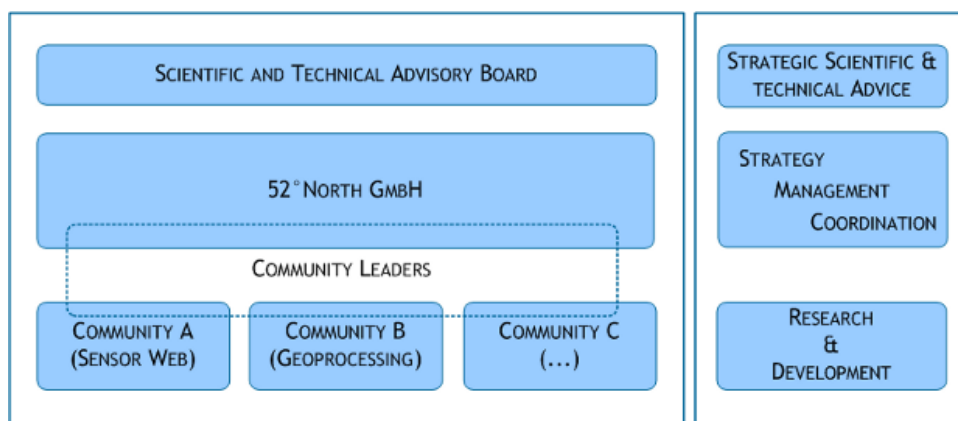 Scientific and Technical Advisory Board
52°North GmbH
Community Leaders
Community A
(Sensor Web)
Community B
(Geoprocessing)
Community C
(...)
Strategic Scientific &
technical Advice
Strategy
Management
Coordination
Research
&
Development